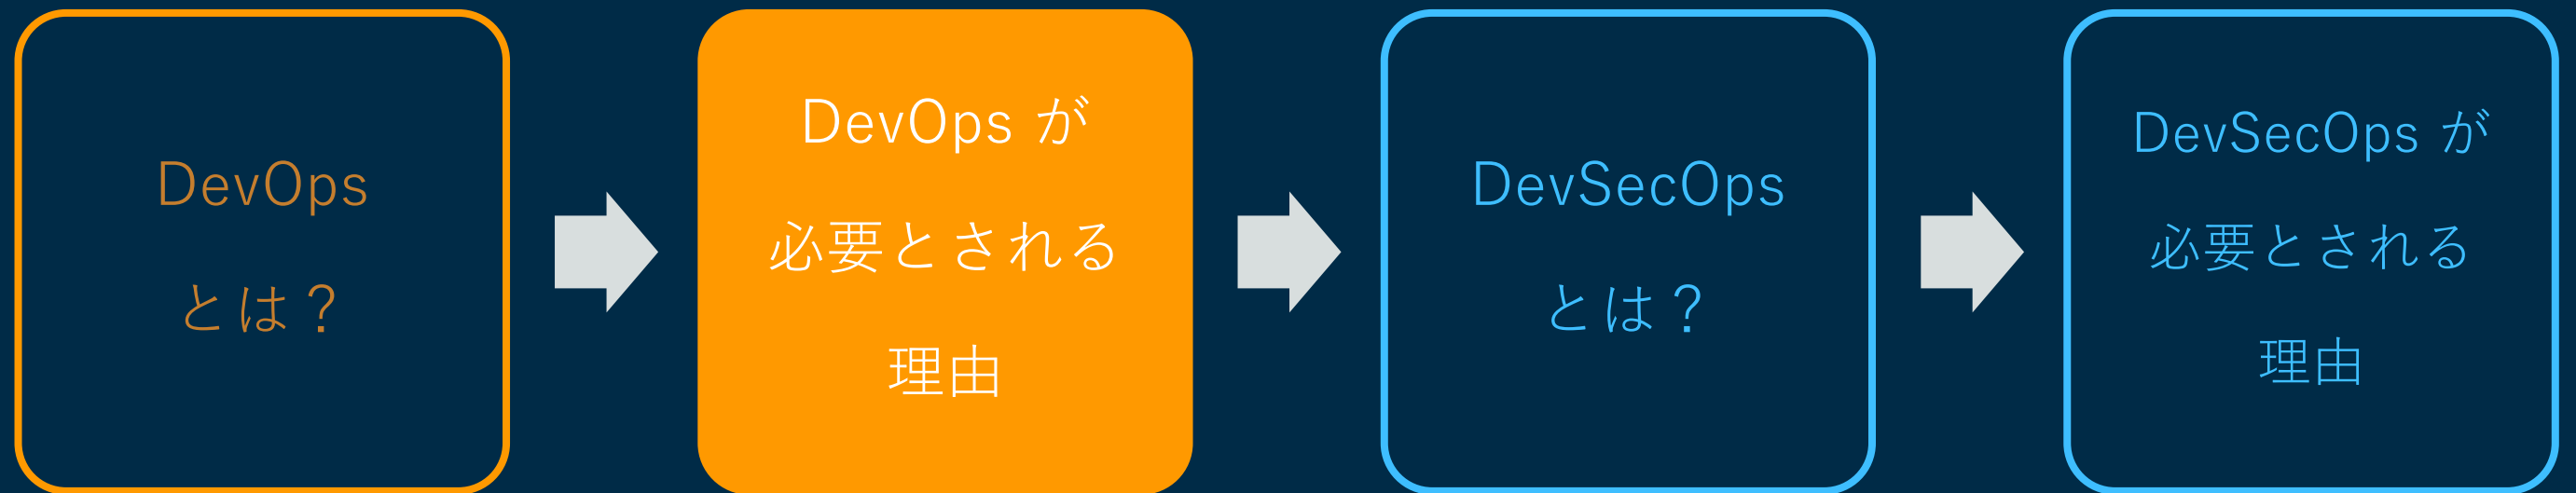 DevOps
とは？
DevOps が
必要とされる
理由
DevSecOps
とは？
DevSecOps が
必要とされる
理由